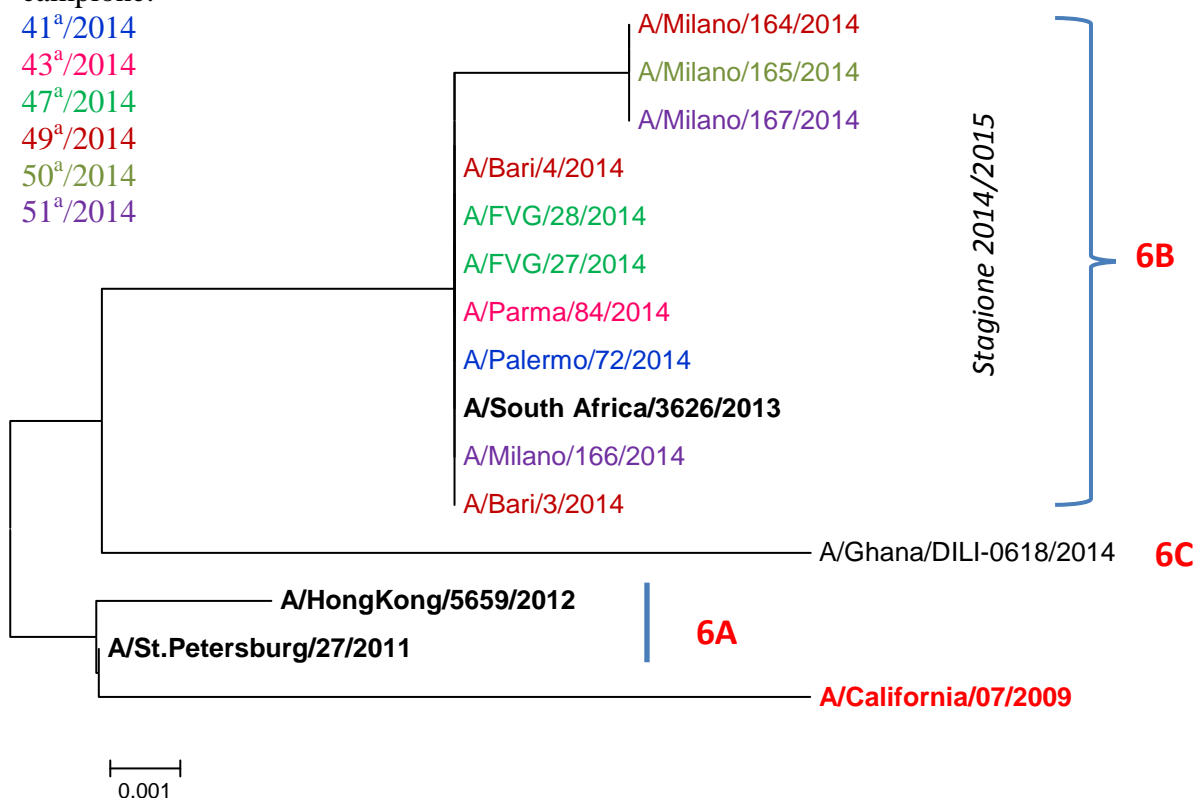 campione:
41ª/2014
43ª/2014
47ª/2014
49ª/2014
50ª/2014
51ª/2014
A/Milano/164/2014
A/Milano/165/2014
A/Milano/167/2014
A/Bari/4/2014
A/FVG/28/2014
A/FVG/27/2014
A/Parma/84/2014
A/Palermo/72/2014
A/South Africa/3626/2013
A/Milano/166/2014
A/Bari/3/2014
Stagione 2014/2015
6B
A/Ghana/DILI-0618/2014
6C
A/HongKong/5659/2012
A/St.Petersburg/27/2011
6A
A/California/07/2009
0.001